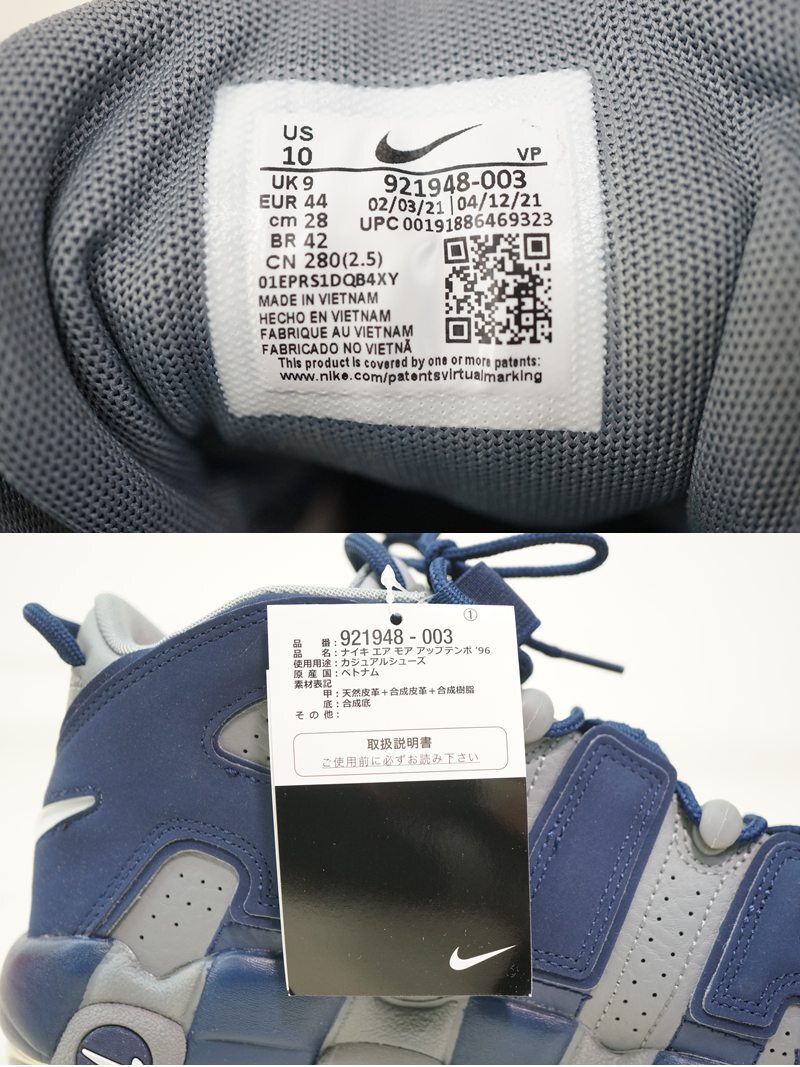 US
10
VP
UK 9
921948-003
EUR 44
02/03/21 | 04/12/21
cm 28
UPC 00191886469323
BR 42
CN 280(2.5)
01EPRS1DQB4XY
MADE IN VIETNAM
HECHO EN VIETNAM
FABRIQUE AU VIETNAM
FABRICADO NO VIETNÃ
This product is covered by one or more patents:
www.nike.com/patentsvirtualmarking
①
品 番：921948 - 003
品 名：ナイキ エア モア アップテンポ '96
使用用途：カジュアルシューズ
原 産 国：ベトナム
素材表記
甲：天然皮革＋合成皮革＋合成樹脂
底：合成底
そ の 他：
取扱説明書
ご使用前に必ずお読み下さい